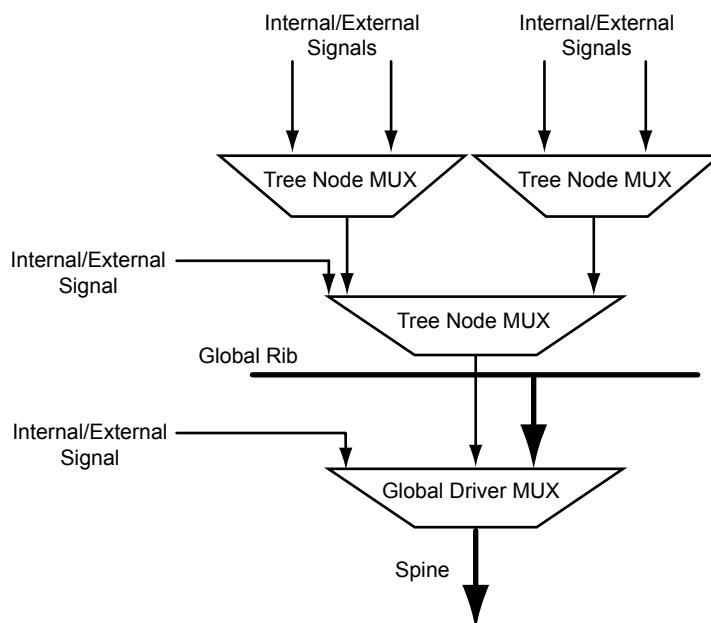 Internal/External
Signals
Internal/External
Signals
Tree Node MUX
Tree Node MUX
Internal/External
Signal
Tree Node MUX
Global Rib
Internal/External
Signal
Global Driver MUX
Spine